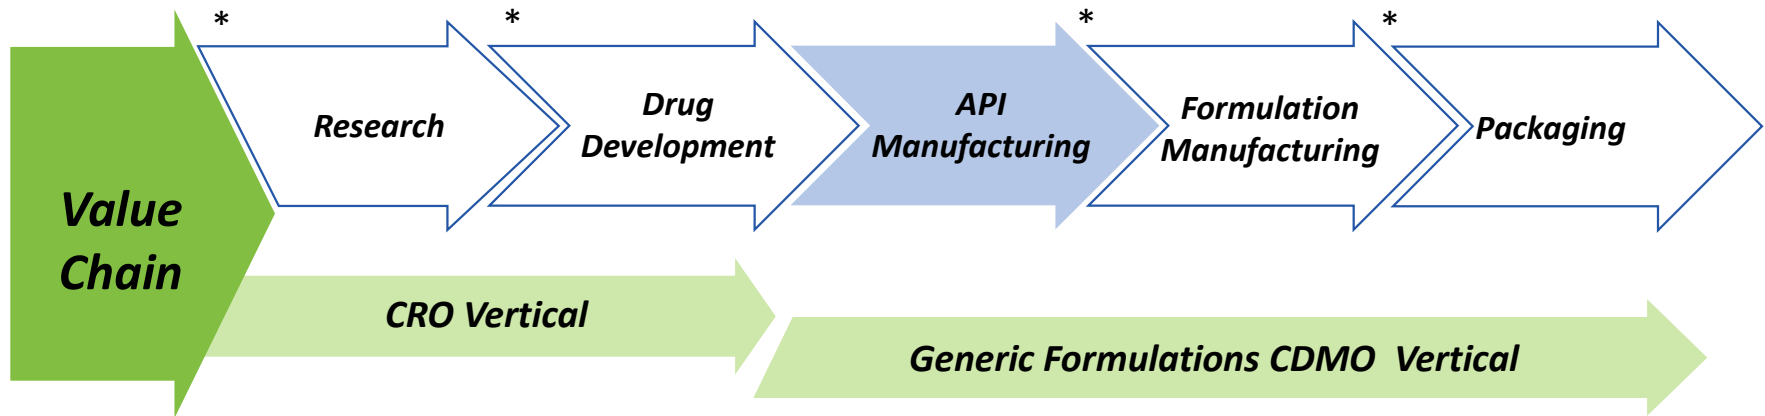 * * * *
Research
Drug
Development
API
Manufacturing
Formulation
Manufacturing
Packaging
Value
Chain
CRO Vertical
Generic Formulations CDMO  Vertical